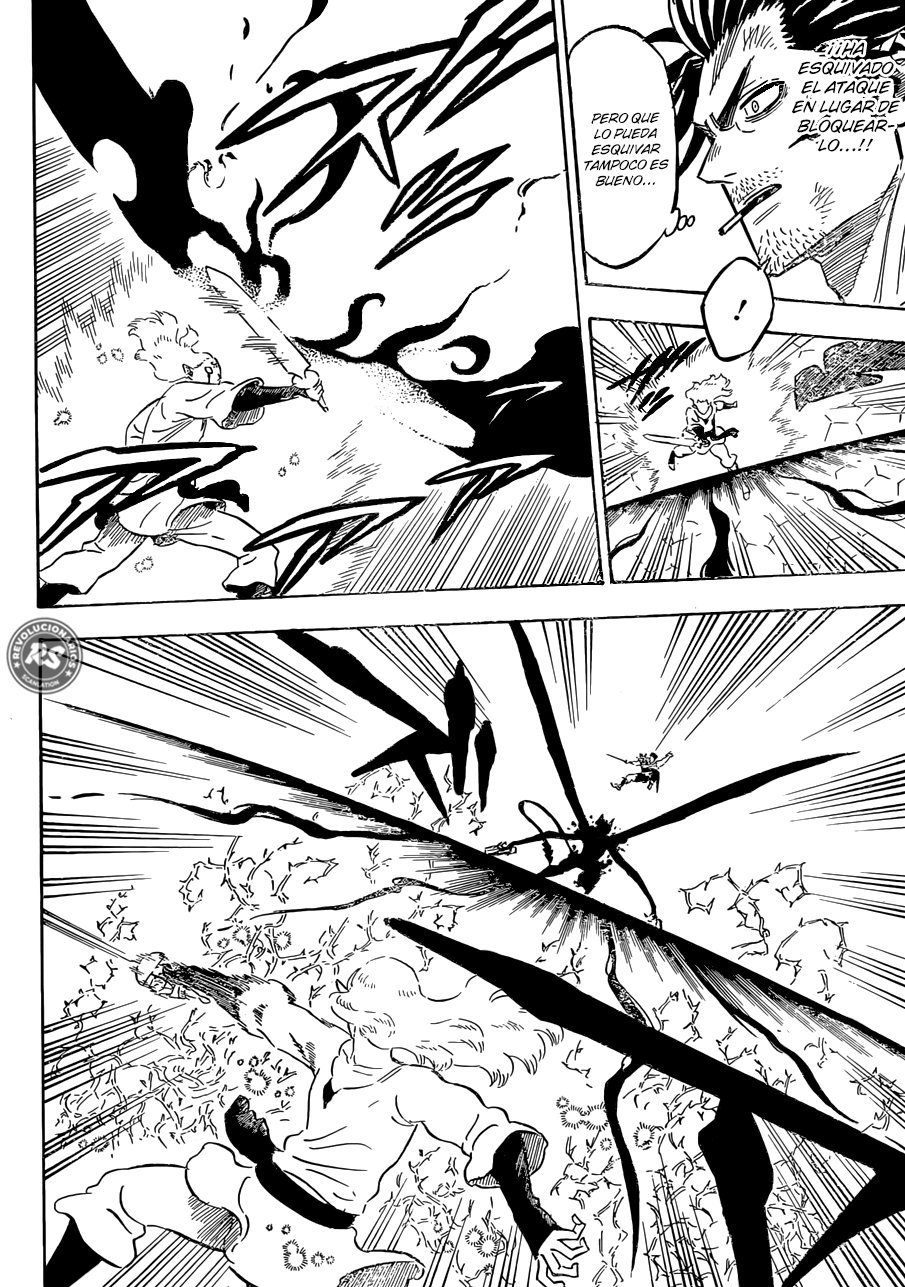 ¡¡HA
ESQUIVADO
EL ATAQUE
EN LUGAR DE
BLOQUEAR-
LO...!!
PERO QUE
LO PUEDA
ESQUIVAR
TAMPOCO ES
BUENO...
!
REVOLUCIONARIOS
RS
SCANLATION